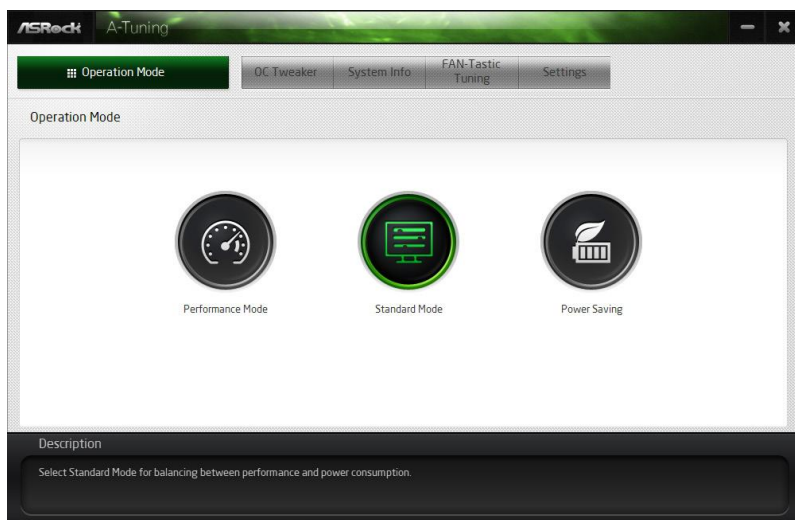 ASRock A-Tuning
Operation Mode OC Tweaker System Info FAN-Tastic Tuning Settings
Operation Mode
Performance Mode Standard Mode Power Saving
Description
Select Standard Mode for balancing between performance and power consumption.